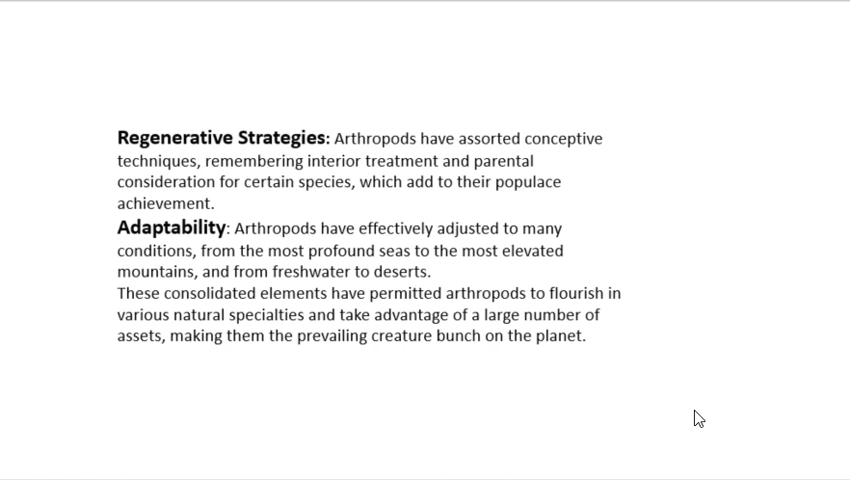 Regenerative Strategies: Arthropods have assorted conceptive
techniques, remembering interior treatment and parental
consideration for certain species, which add to their populace
achievement.
Adaptability: Arthropods have effectively adjusted to many
conditions, from the most profound seas to the most elevated
mountains, and from freshwater to deserts.
These consolidated elements have permitted arthropods to flourish in
various natural specialties and take advantage of a large number of
assets, making them the prevailing creature bunch on the planet.